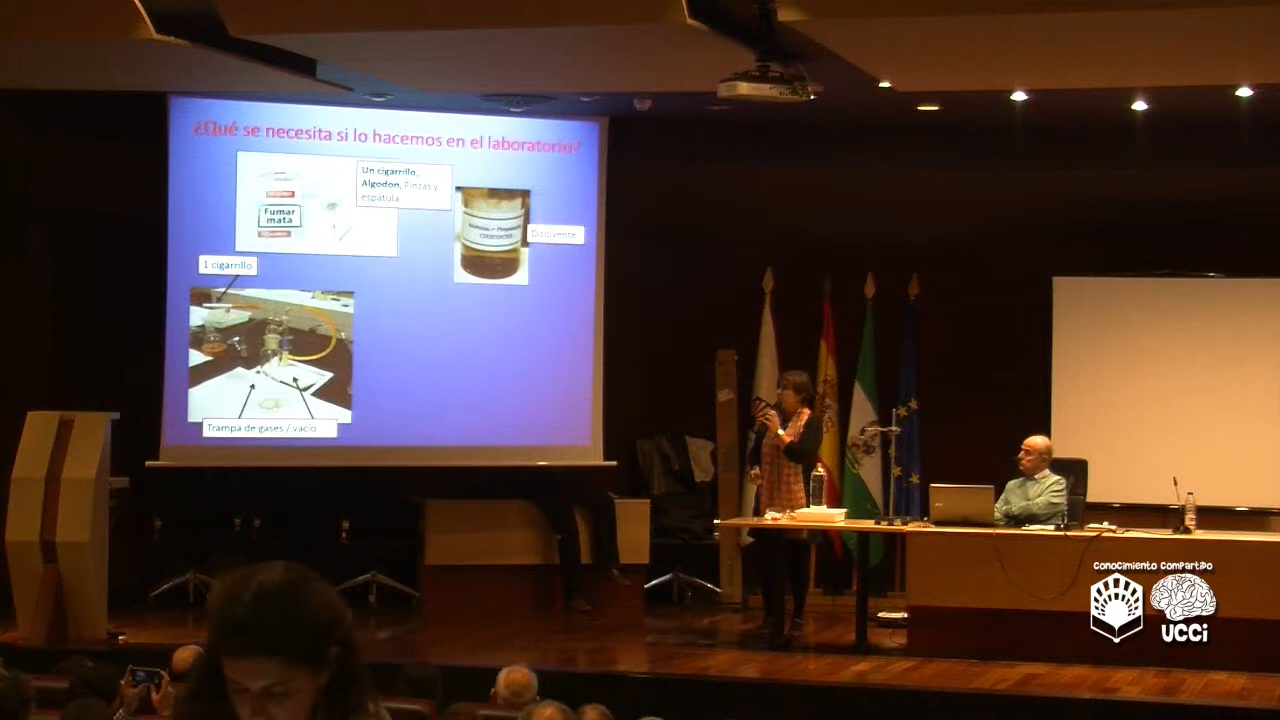 ¿Qué se necesita si lo hacemos en el laboratorio?
Un cigarrillo,
Algodon, Pinzas y
espátula
Fumar
mata
Disolvente
1 cigarrillo
Trampa de gases / vacío
conocimiento compartido
UCCi